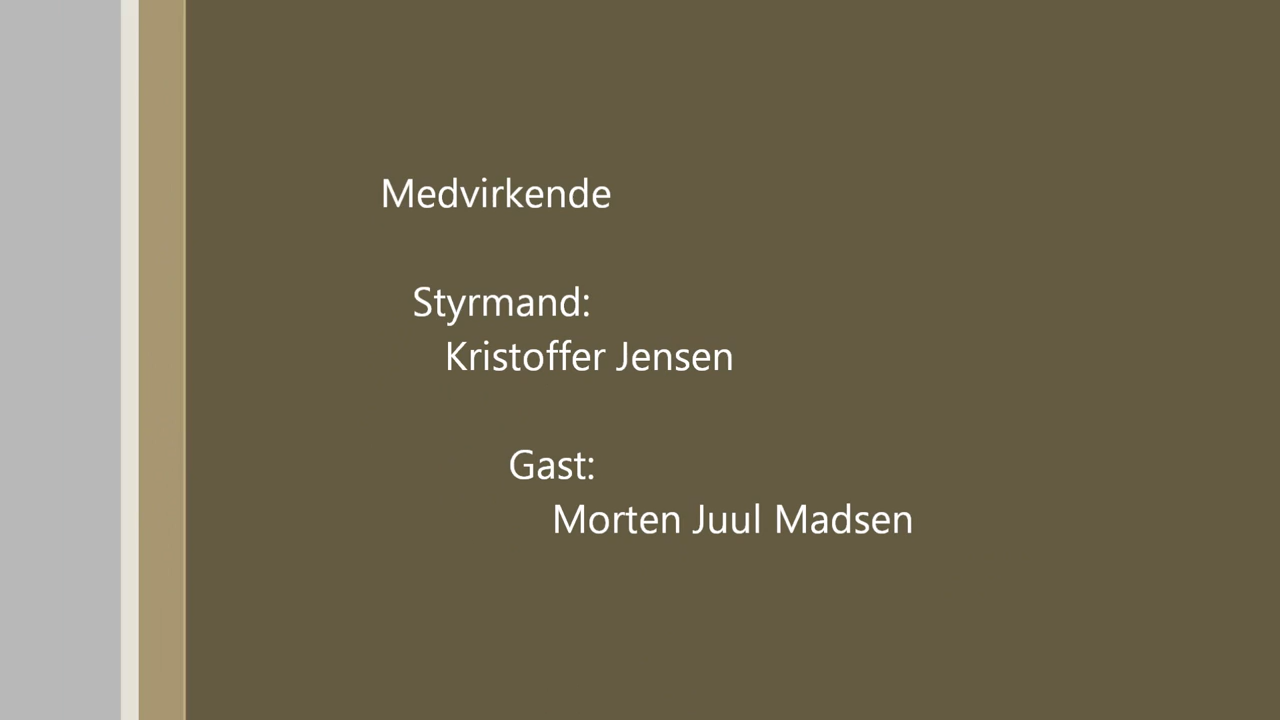 Medvirkende
Styrmand:
Kristoffer Jensen
Gast:
Morten Juul Madsen